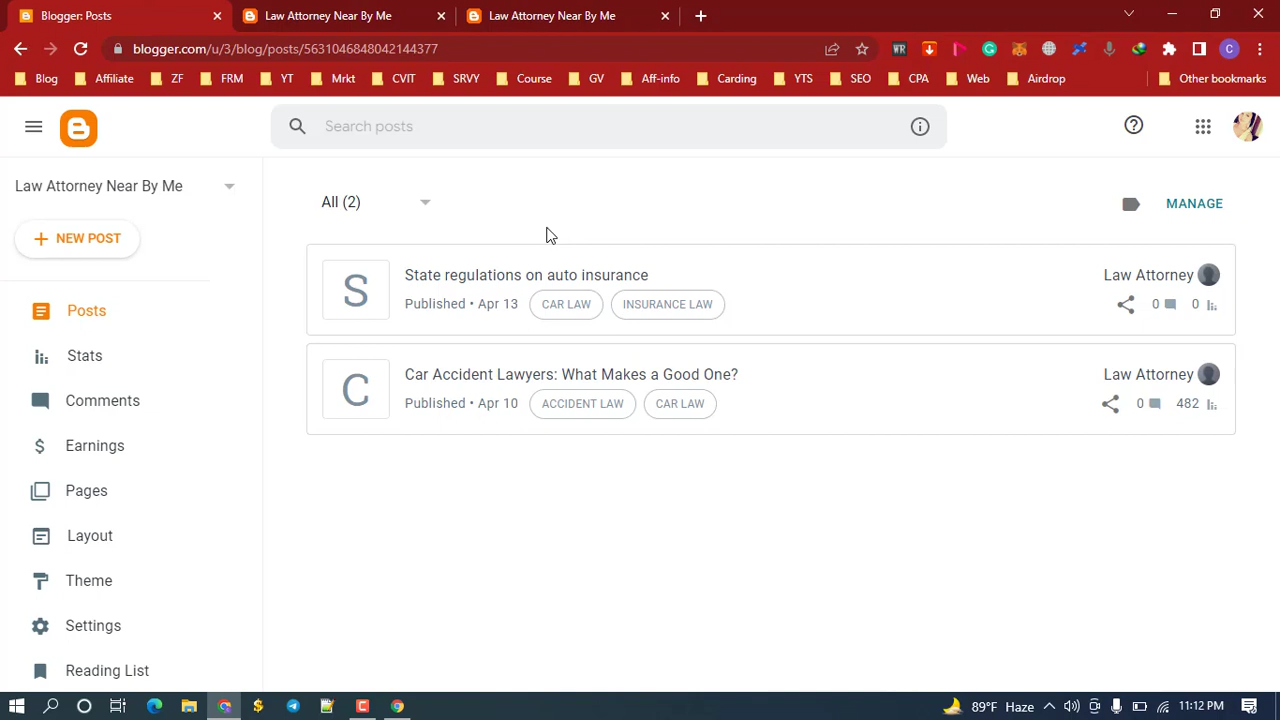 Blogger: Posts
Law Attorney Near By Me
Law Attorney Near By Me
blogger.com/u/3/blog/posts/5631046848042144377
WR
C
Blog
Affiliate
ZF
FRM
YT
Mrkt
CVIT
SRVY
Course
GV
Aff-info
Carding
YTS
SEO
CPA
Web
Airdrop
Other bookmarks
Search posts
Law Attorney Near By Me
All (2)
MANAGE
NEW POST
S
State regulations on auto insurance
Law Attorney
Published • Apr 13
CAR LAW
INSURANCE LAW
0
0
C
Car Accident Lawyers: What Makes a Good One?
Law Attorney
Published • Apr 10
ACCIDENT LAW
CAR LAW
0
482
Posts
Stats
Comments
Earnings
Pages
Layout
Theme
Settings
Reading List
89°F Haze
11:12 PM